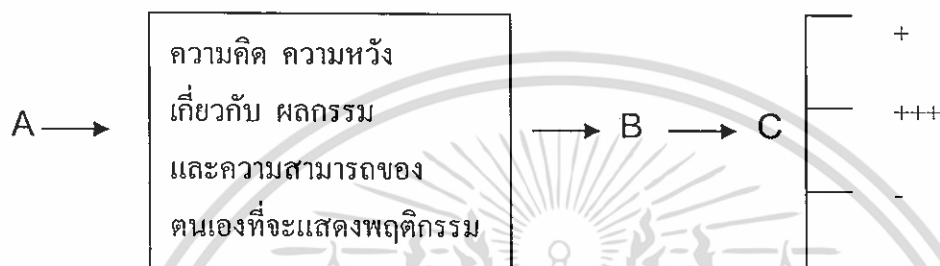 ความคิด ความหวัง
เกี่ยวกับ ผลกรรม
และความสามารถของ
ตนเองที่จะแสดงพฤติกรรม
A
B
C
+
+++
-